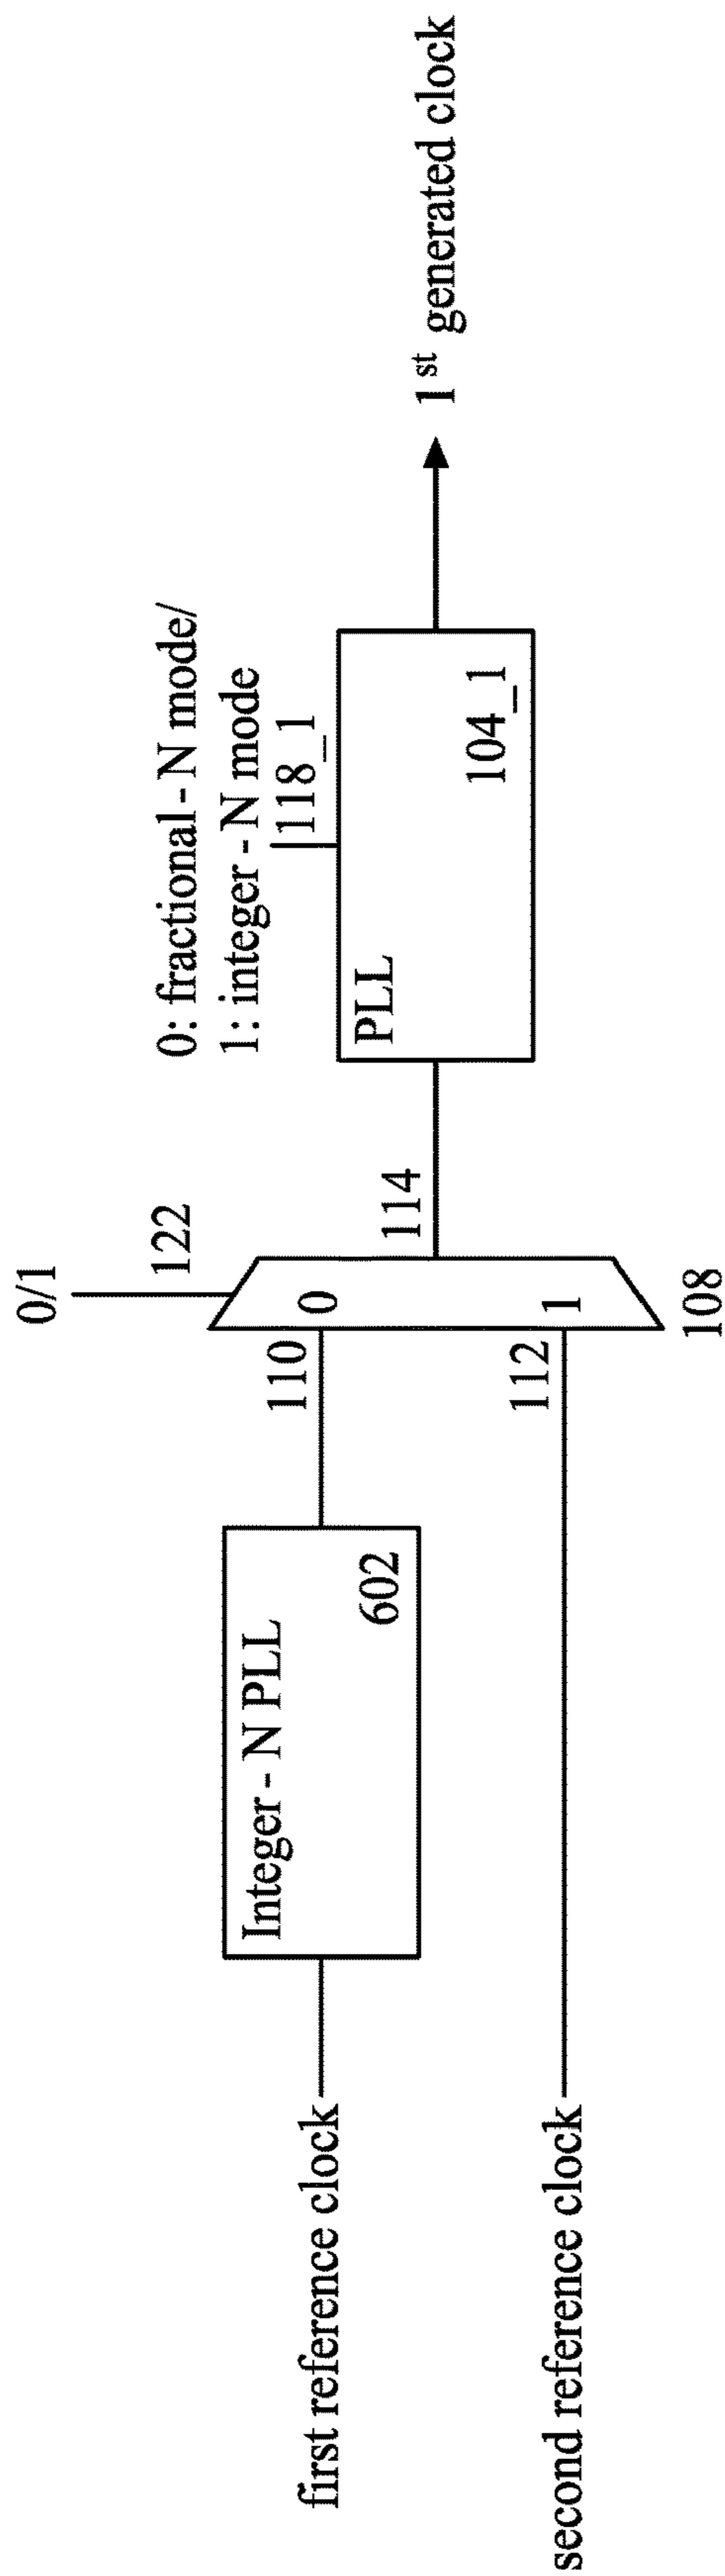 0/1
122
0: fractional - N mode/
1: integer - N mode
118_1
Integer - N PLL
602
110
0
114
PLL
104_1
1st generated clock
first reference clock
112
1
second reference clock
108